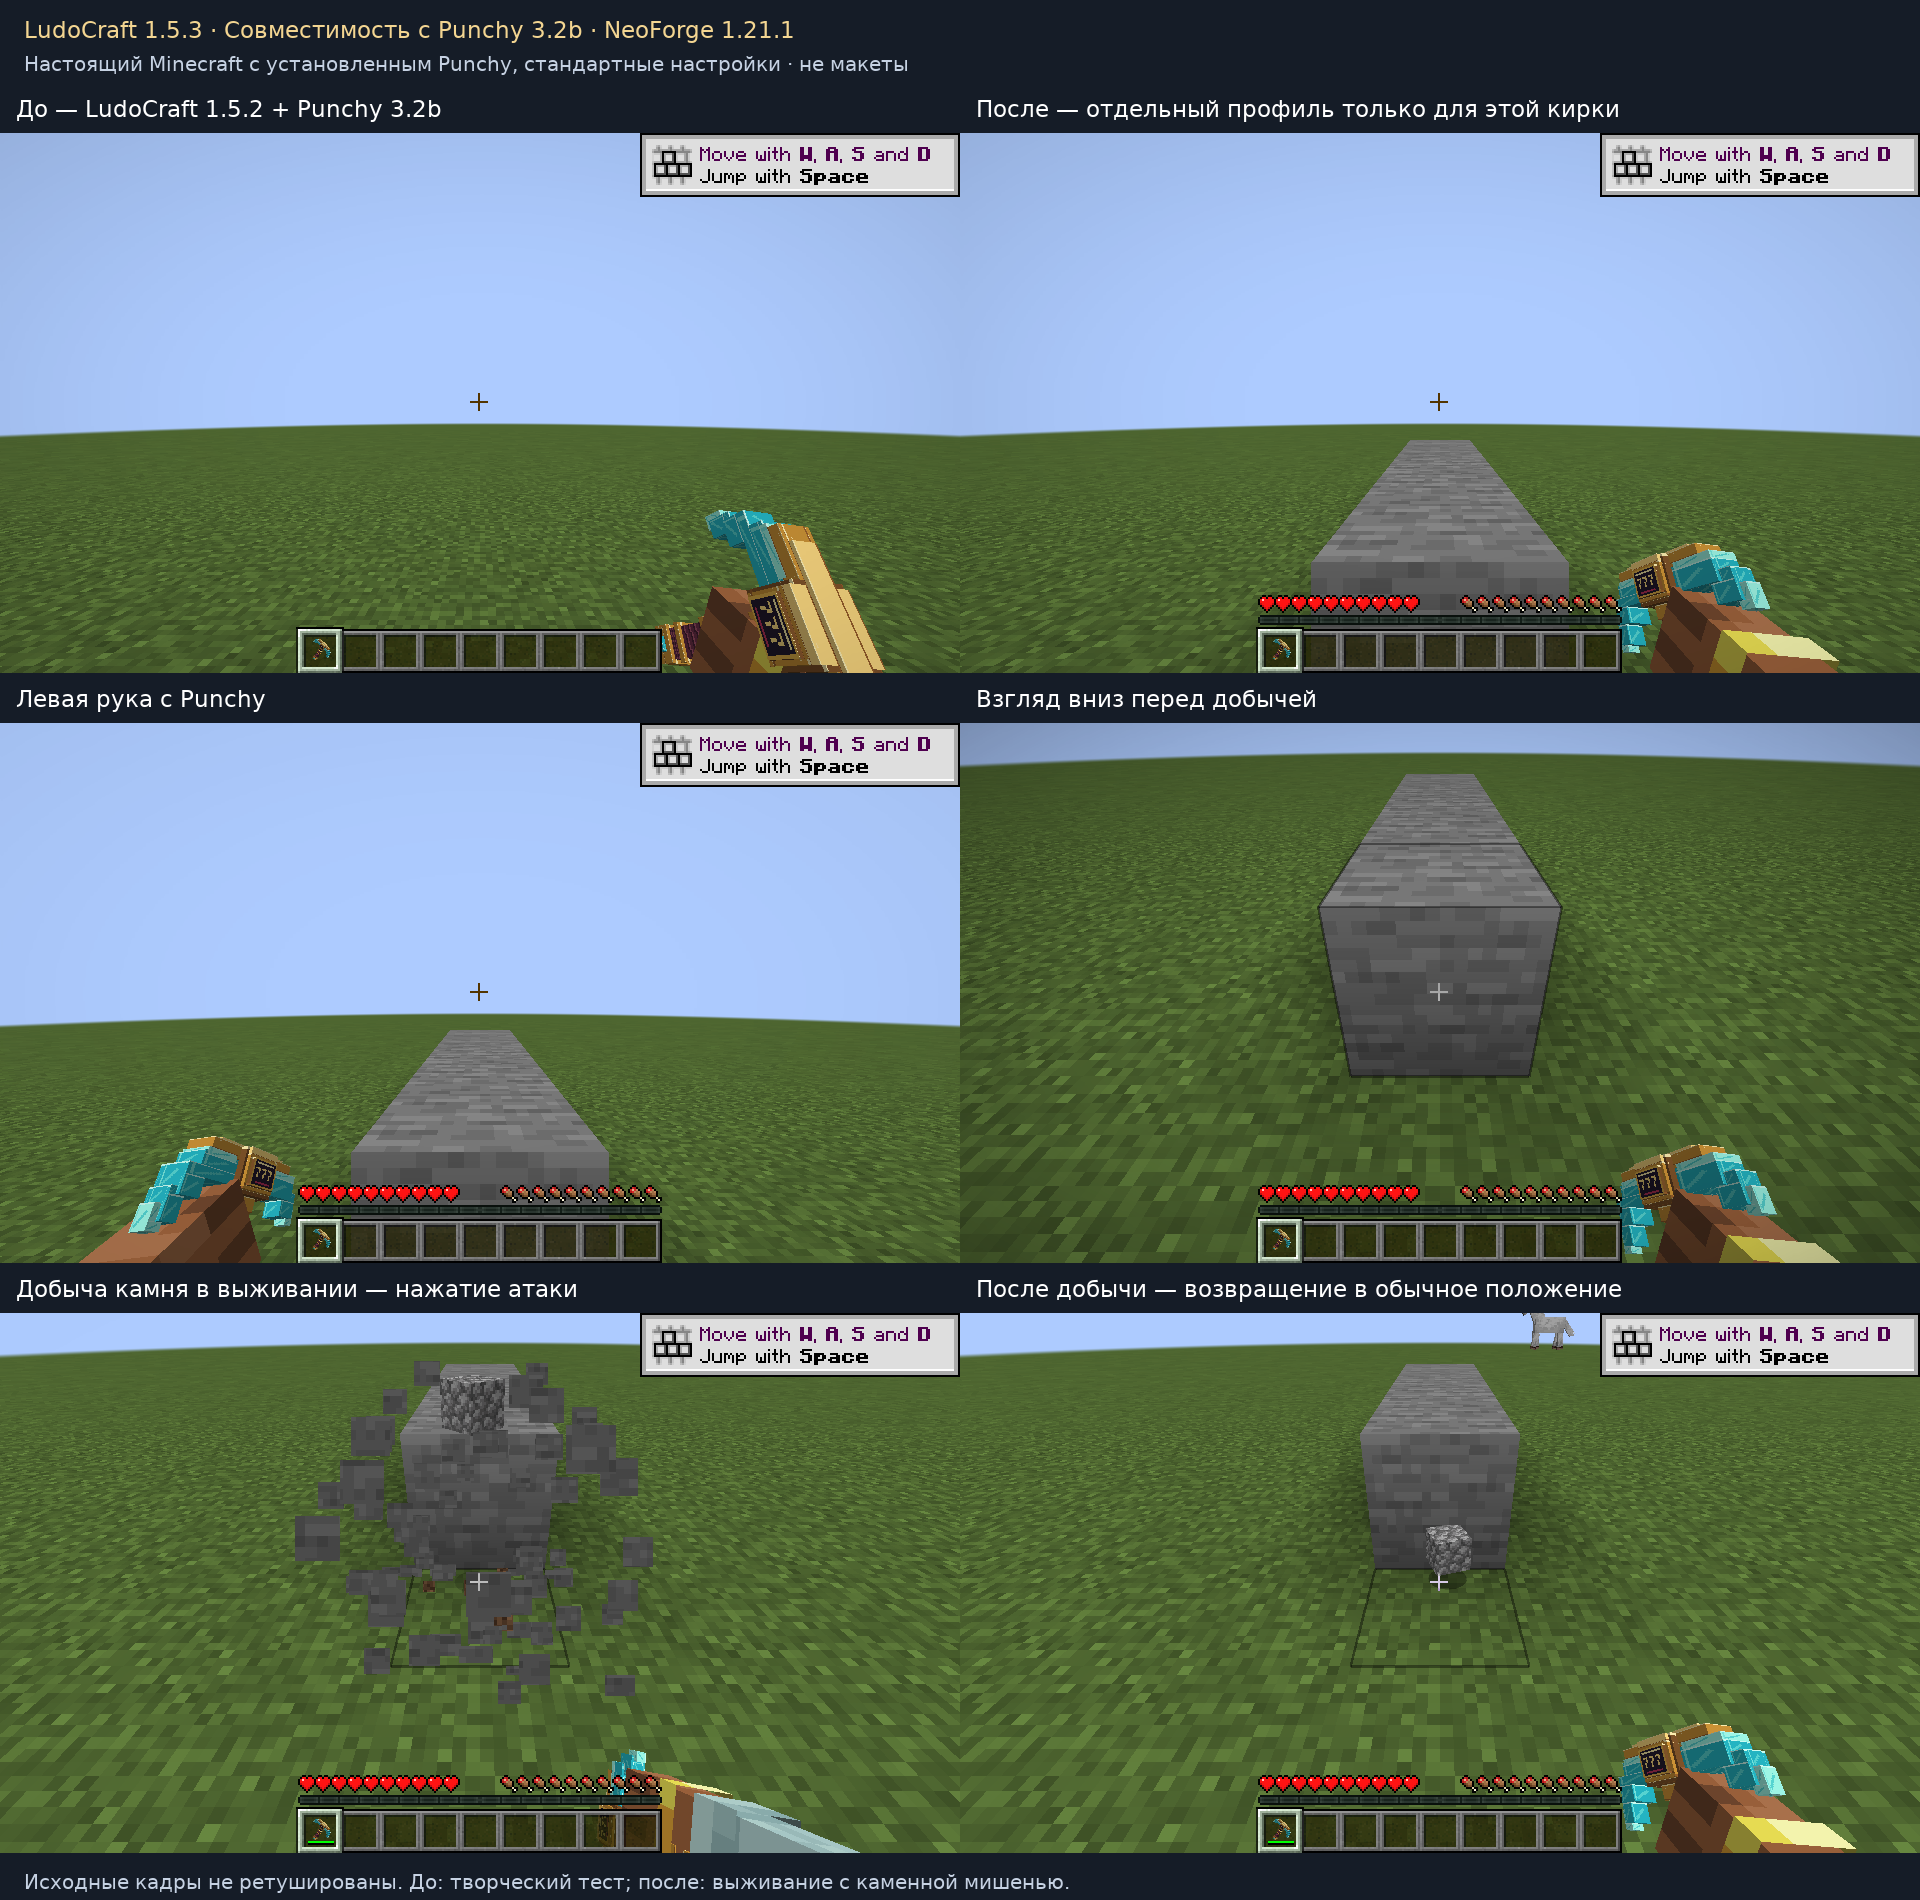 LudoCraft 1.5.3 · Совместимость с Punchy 3.2b · NeoForge 1.21.1
Настоящий Minecraft с установленным Punchy, стандартные настройки · не макеты
До — LudoCraft 1.5.2 + Punchy 3.2b
После — отдельный профиль только для этой кирки
Move with W, A, S and D
Jump with Space
Move with W, A, S and D
Jump with Space
Левая рука с Punchy
Взгляд вниз перед добычей
Move with W, A, S and D
Jump with Space
Добыча камня в выживании — нажатие атаки
После добычи — возвращение в обычное положение
Move with W, A, S and D
Jump with Space
Move with W, A, S and D
Jump with Space
Исходные кадры не ретушированы. До: творческий тест; после: выживание с каменной мишенью.